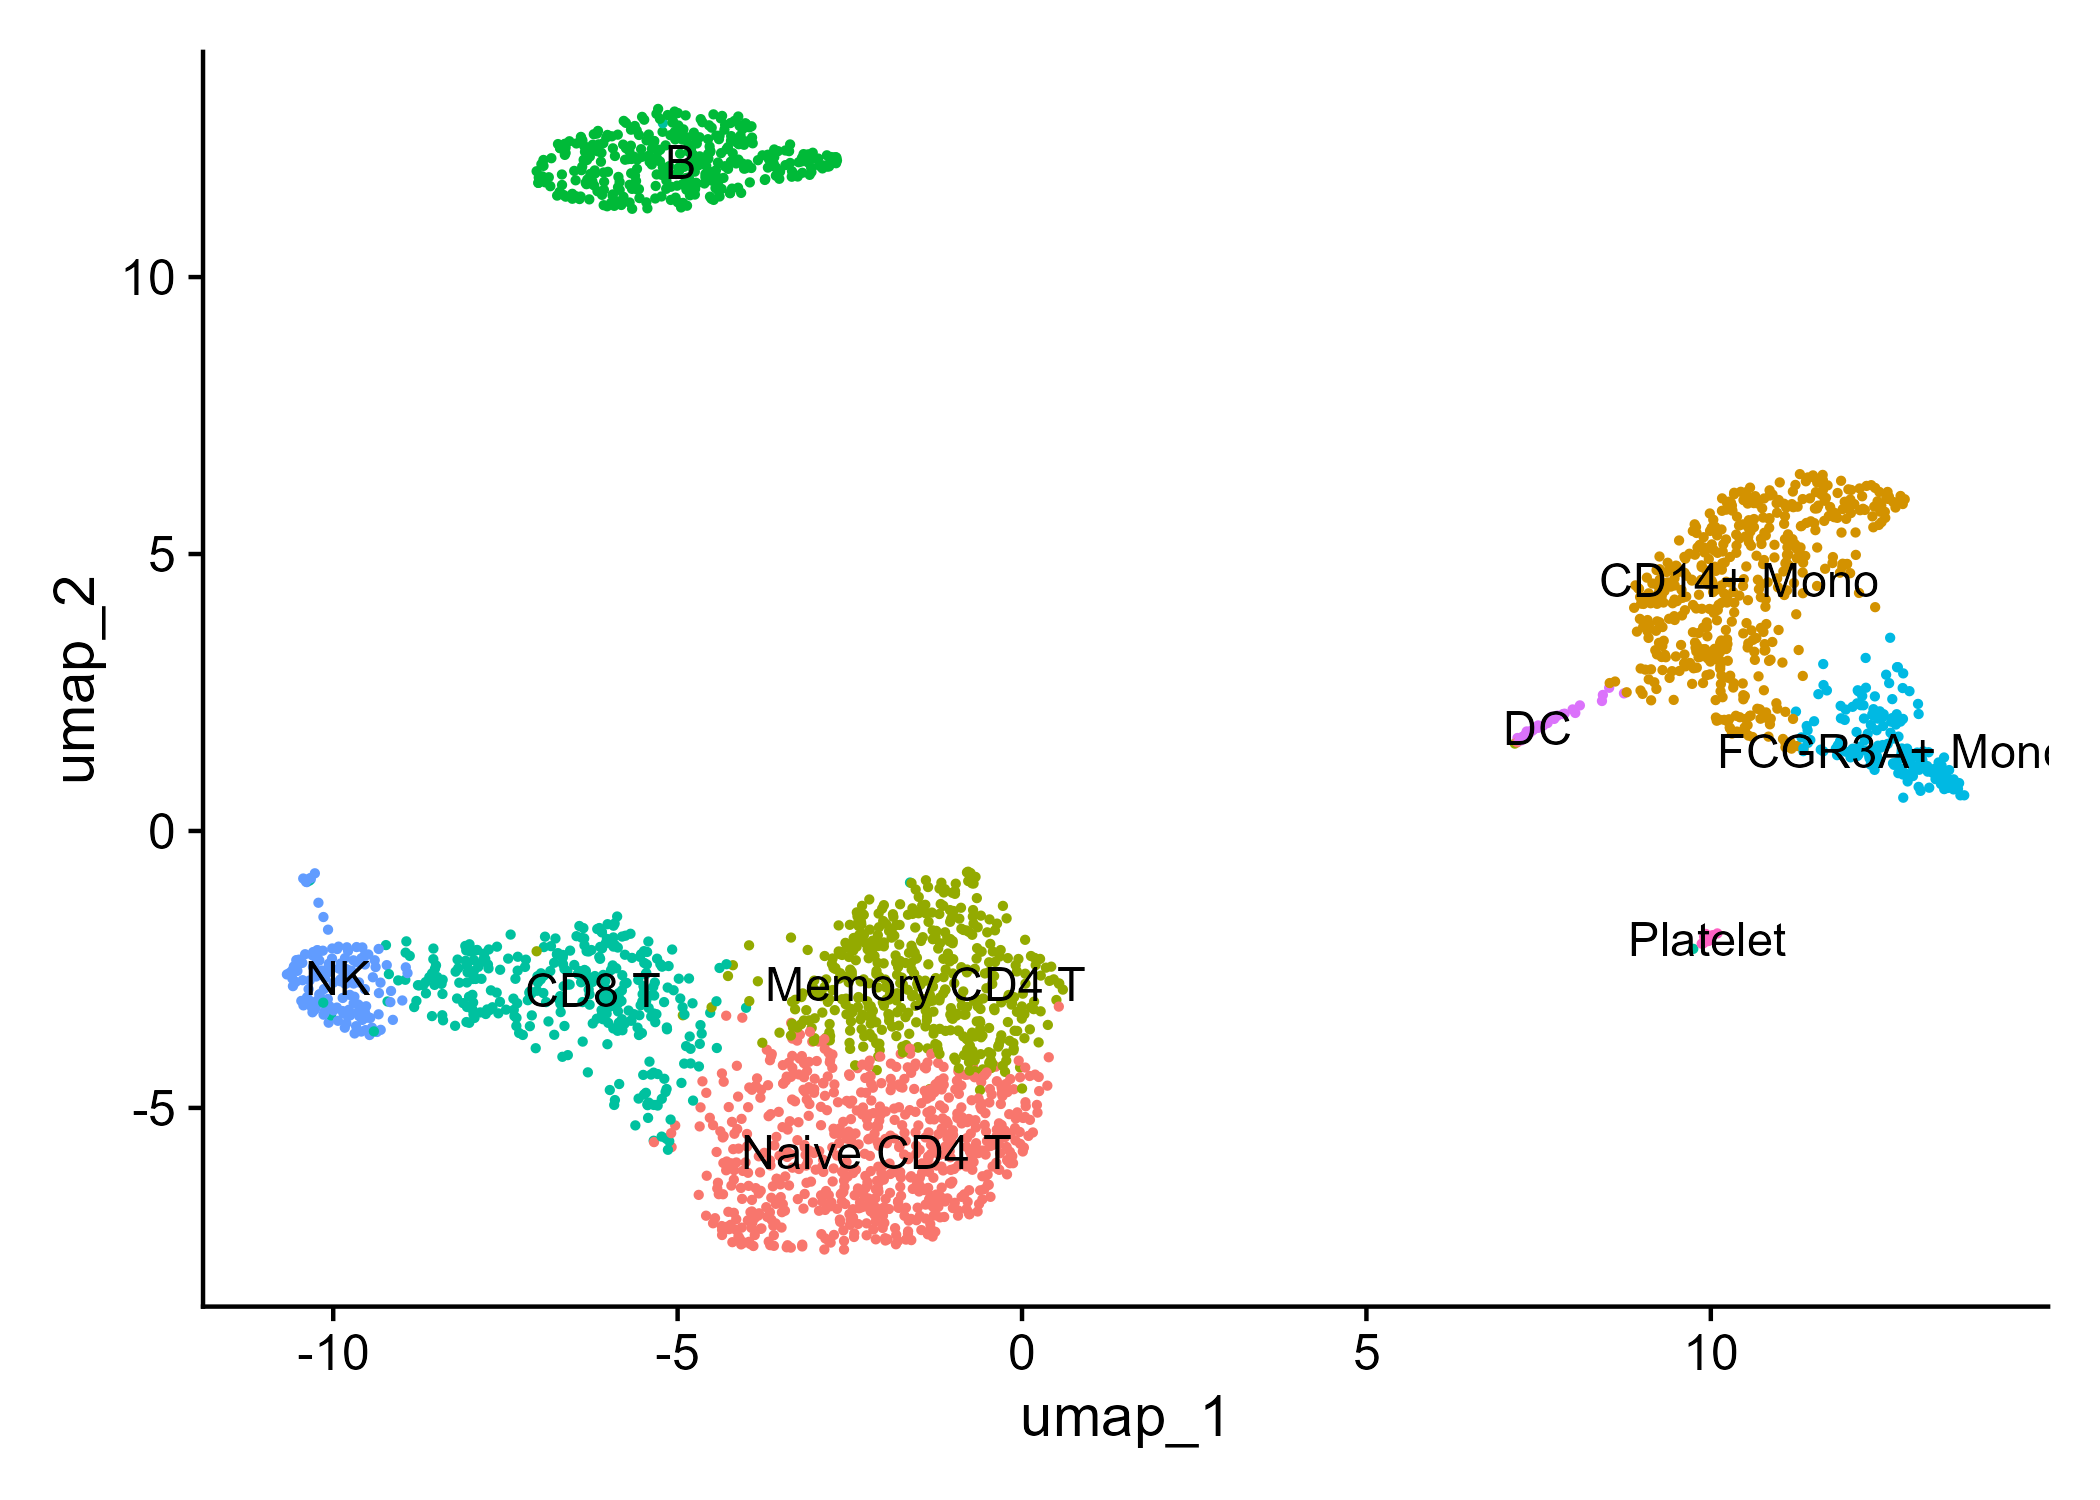 umap_2
10
5
0
-5
B
CD14+ Mono
DC
FCGR3A+ Mono
Platelet
NK
CD8 T
Memory CD4 T
Naive CD4 T
-10
-5
0
5
10
umap_1